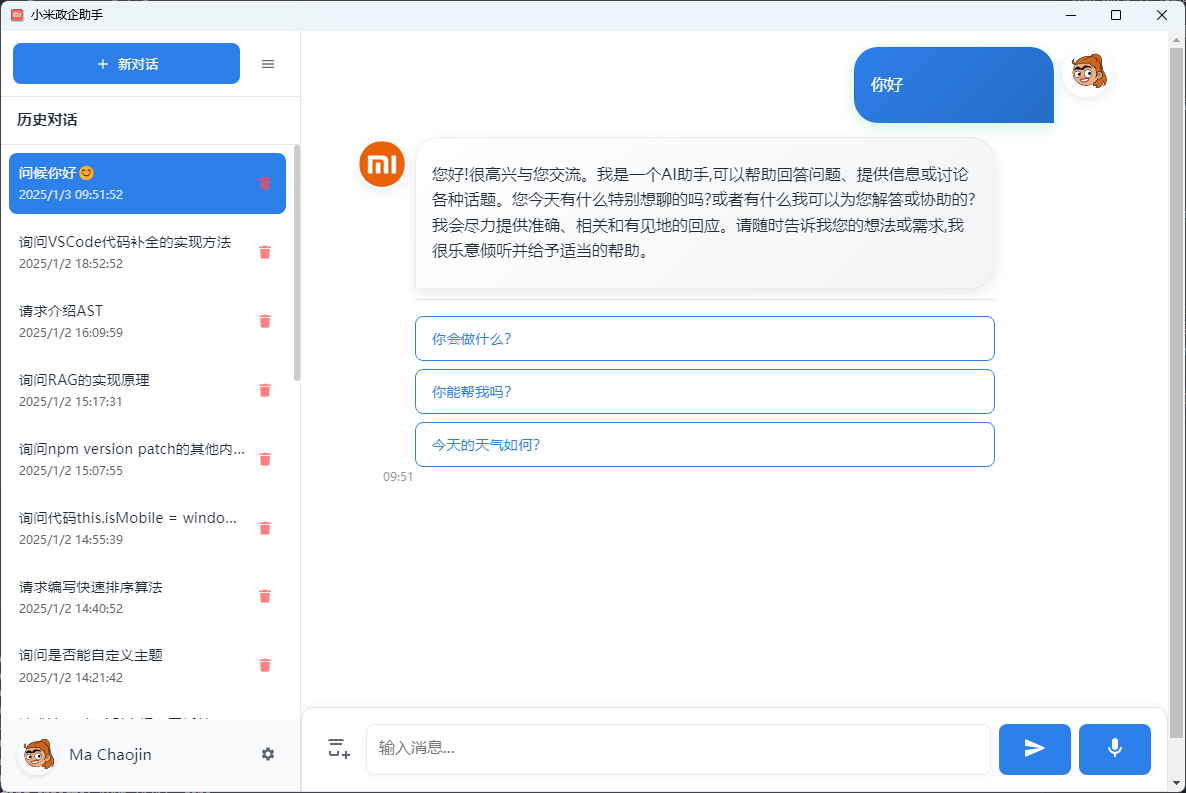 小米政企助手
+ 新对话
历史对话
问候你好😊
2025/1/3 09:51:52
询问VSCode代码补全的实现方法
2025/1/2 18:52:52
请求介绍AST
2025/1/2 16:09:59
询问RAG的实现原理
2025/1/2 15:17:31
询问npm version patch的其他内...
2025/1/2 15:07:55
询问代码this.isMobile = windo...
2025/1/2 14:55:39
请求编写快速排序算法
2025/1/2 14:40:52
询问是否能自定义主题
2025/1/2 14:21:42
Ma Chaojin
你好
您好!很高兴与您交流。我是一个AI助手,可以帮助回答问题、提供信息或讨论
各种话题。您今天有什么特别想聊的吗?或者有什么我可以为您解答或协助的?
我会尽力提供准确、相关和有见地的回应。请随时告诉我您的想法或需求,我
很乐意倾听并给予适当的帮助。
你会做什么?
你能帮我吗?
今天的天气如何?
09:51
输入消息...